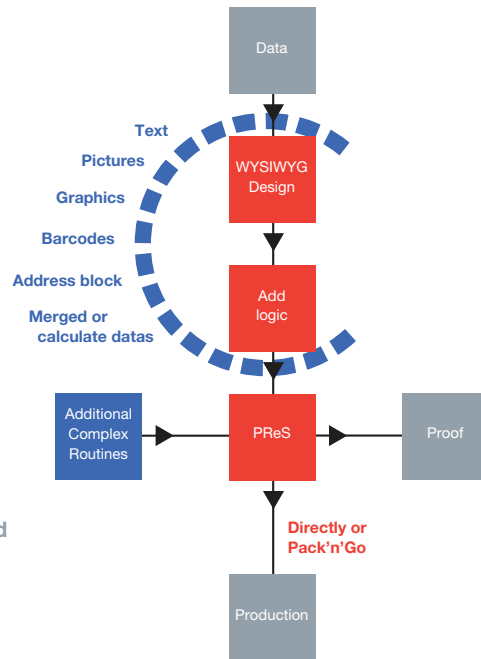 Data
Text
WYSIWYG
Design
Pictures
Graphics
Barcodes
Address block
Add
logic
Merged or
calculate datas
Additional
Complex
Routines
PReS
Proof
d
Directly or
Pack’n’Go
Production